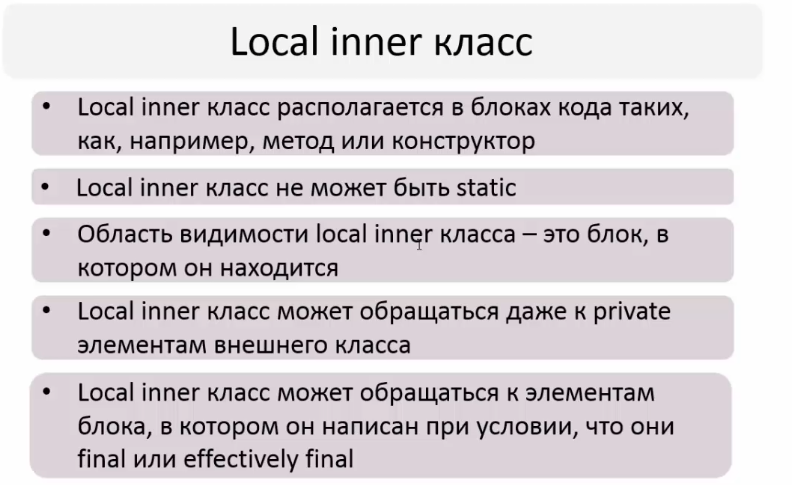 Local inner класс
• Local inner класс располагается в блоках кода таких,
как, например, метод или конструктор
• Local inner класс не может быть static
• Область видимости local inner класса – это блок, в
котором он находится
• Local inner класс может обращаться даже к private
элементам внешнего класса
• Local inner класс может обращаться к элементам
блока, в котором он написан при условии, что они
final или effectively final